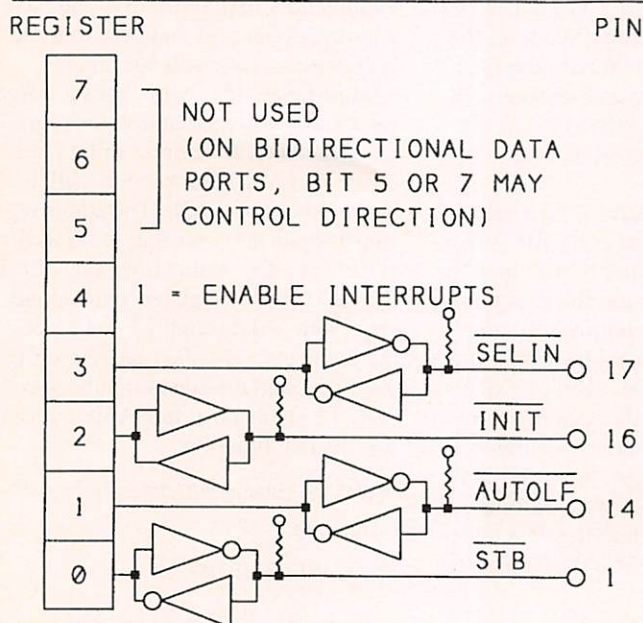 REGISTER PIN
7
NOT USED
6
(ON BIDIRECTIONAL DATA
PORTS, BIT 5 OR 7 MAY
5
CONTROL DIRECTION)
4
1 = ENABLE INTERRUPTS
3
SELIN
17
2
INIT
16
1
AUTOLF
14
0
STB
1